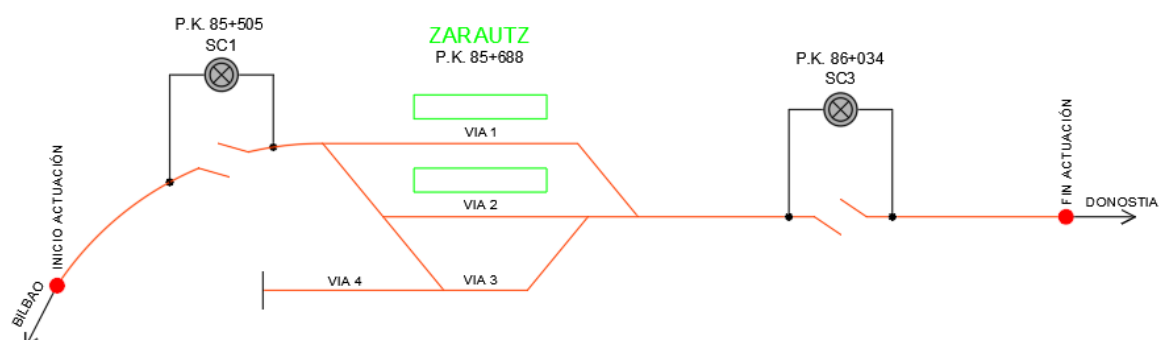 P.K. 85+505
SC1
ZARAUTZ
P.K. 85+688
P.K. 86+034
SC3
VIA 1
VIA 2
VIA 3
VIA 4
INICIO ACTUACIÓN
BILBAO
FIN ACTUACIÓN
DONOSTIA